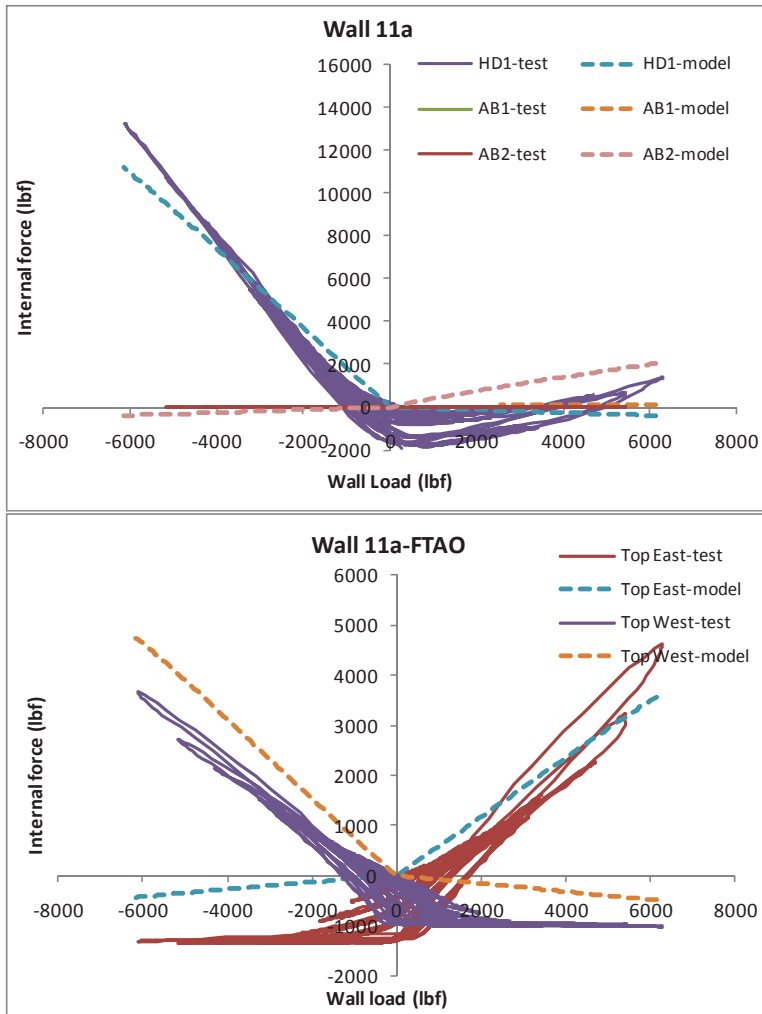 Wall 11a
HD1-test
HD1-model
AB1-test
AB1-model
AB2-test
AB2-model
Internal force (lbf)
16000
14000
12000
10000
8000
6000
4000
2000
0
-2000
-8000 -6000 -4000 -2000 0 2000 4000 6000 8000
Wall Load (lbf)
Wall 11a-FTAO
Top East-test
Top East-model
Top West-test
Top West-model
Internal force (lbf)
6000
5000
4000
3000
2000
1000
0
-1000
-2000
-8000 -6000 -4000 -2000 0 2000 4000 6000 8000
Wall load (lbf)